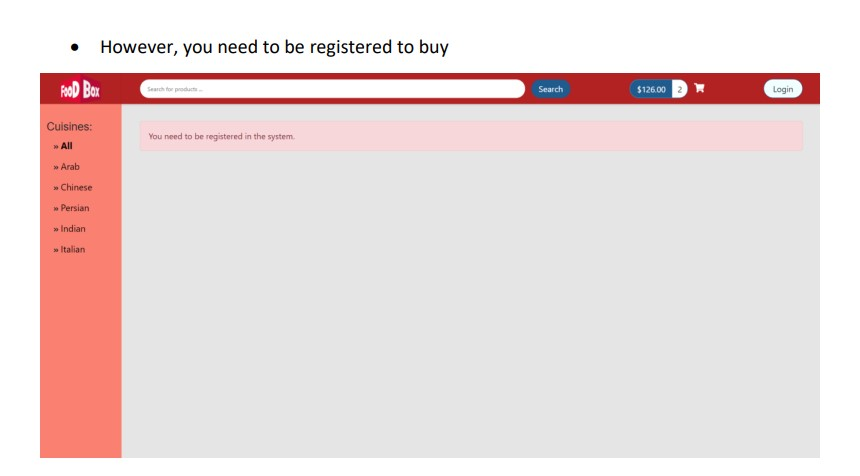 • However, you need to be registered to buy
FooD Box
Search for products ...
Search
$126.00 2
Login
Cuisines:
» All
» Arab
» Chinese
» Persian
» Indian
» Italian
You need to be registered in the system.